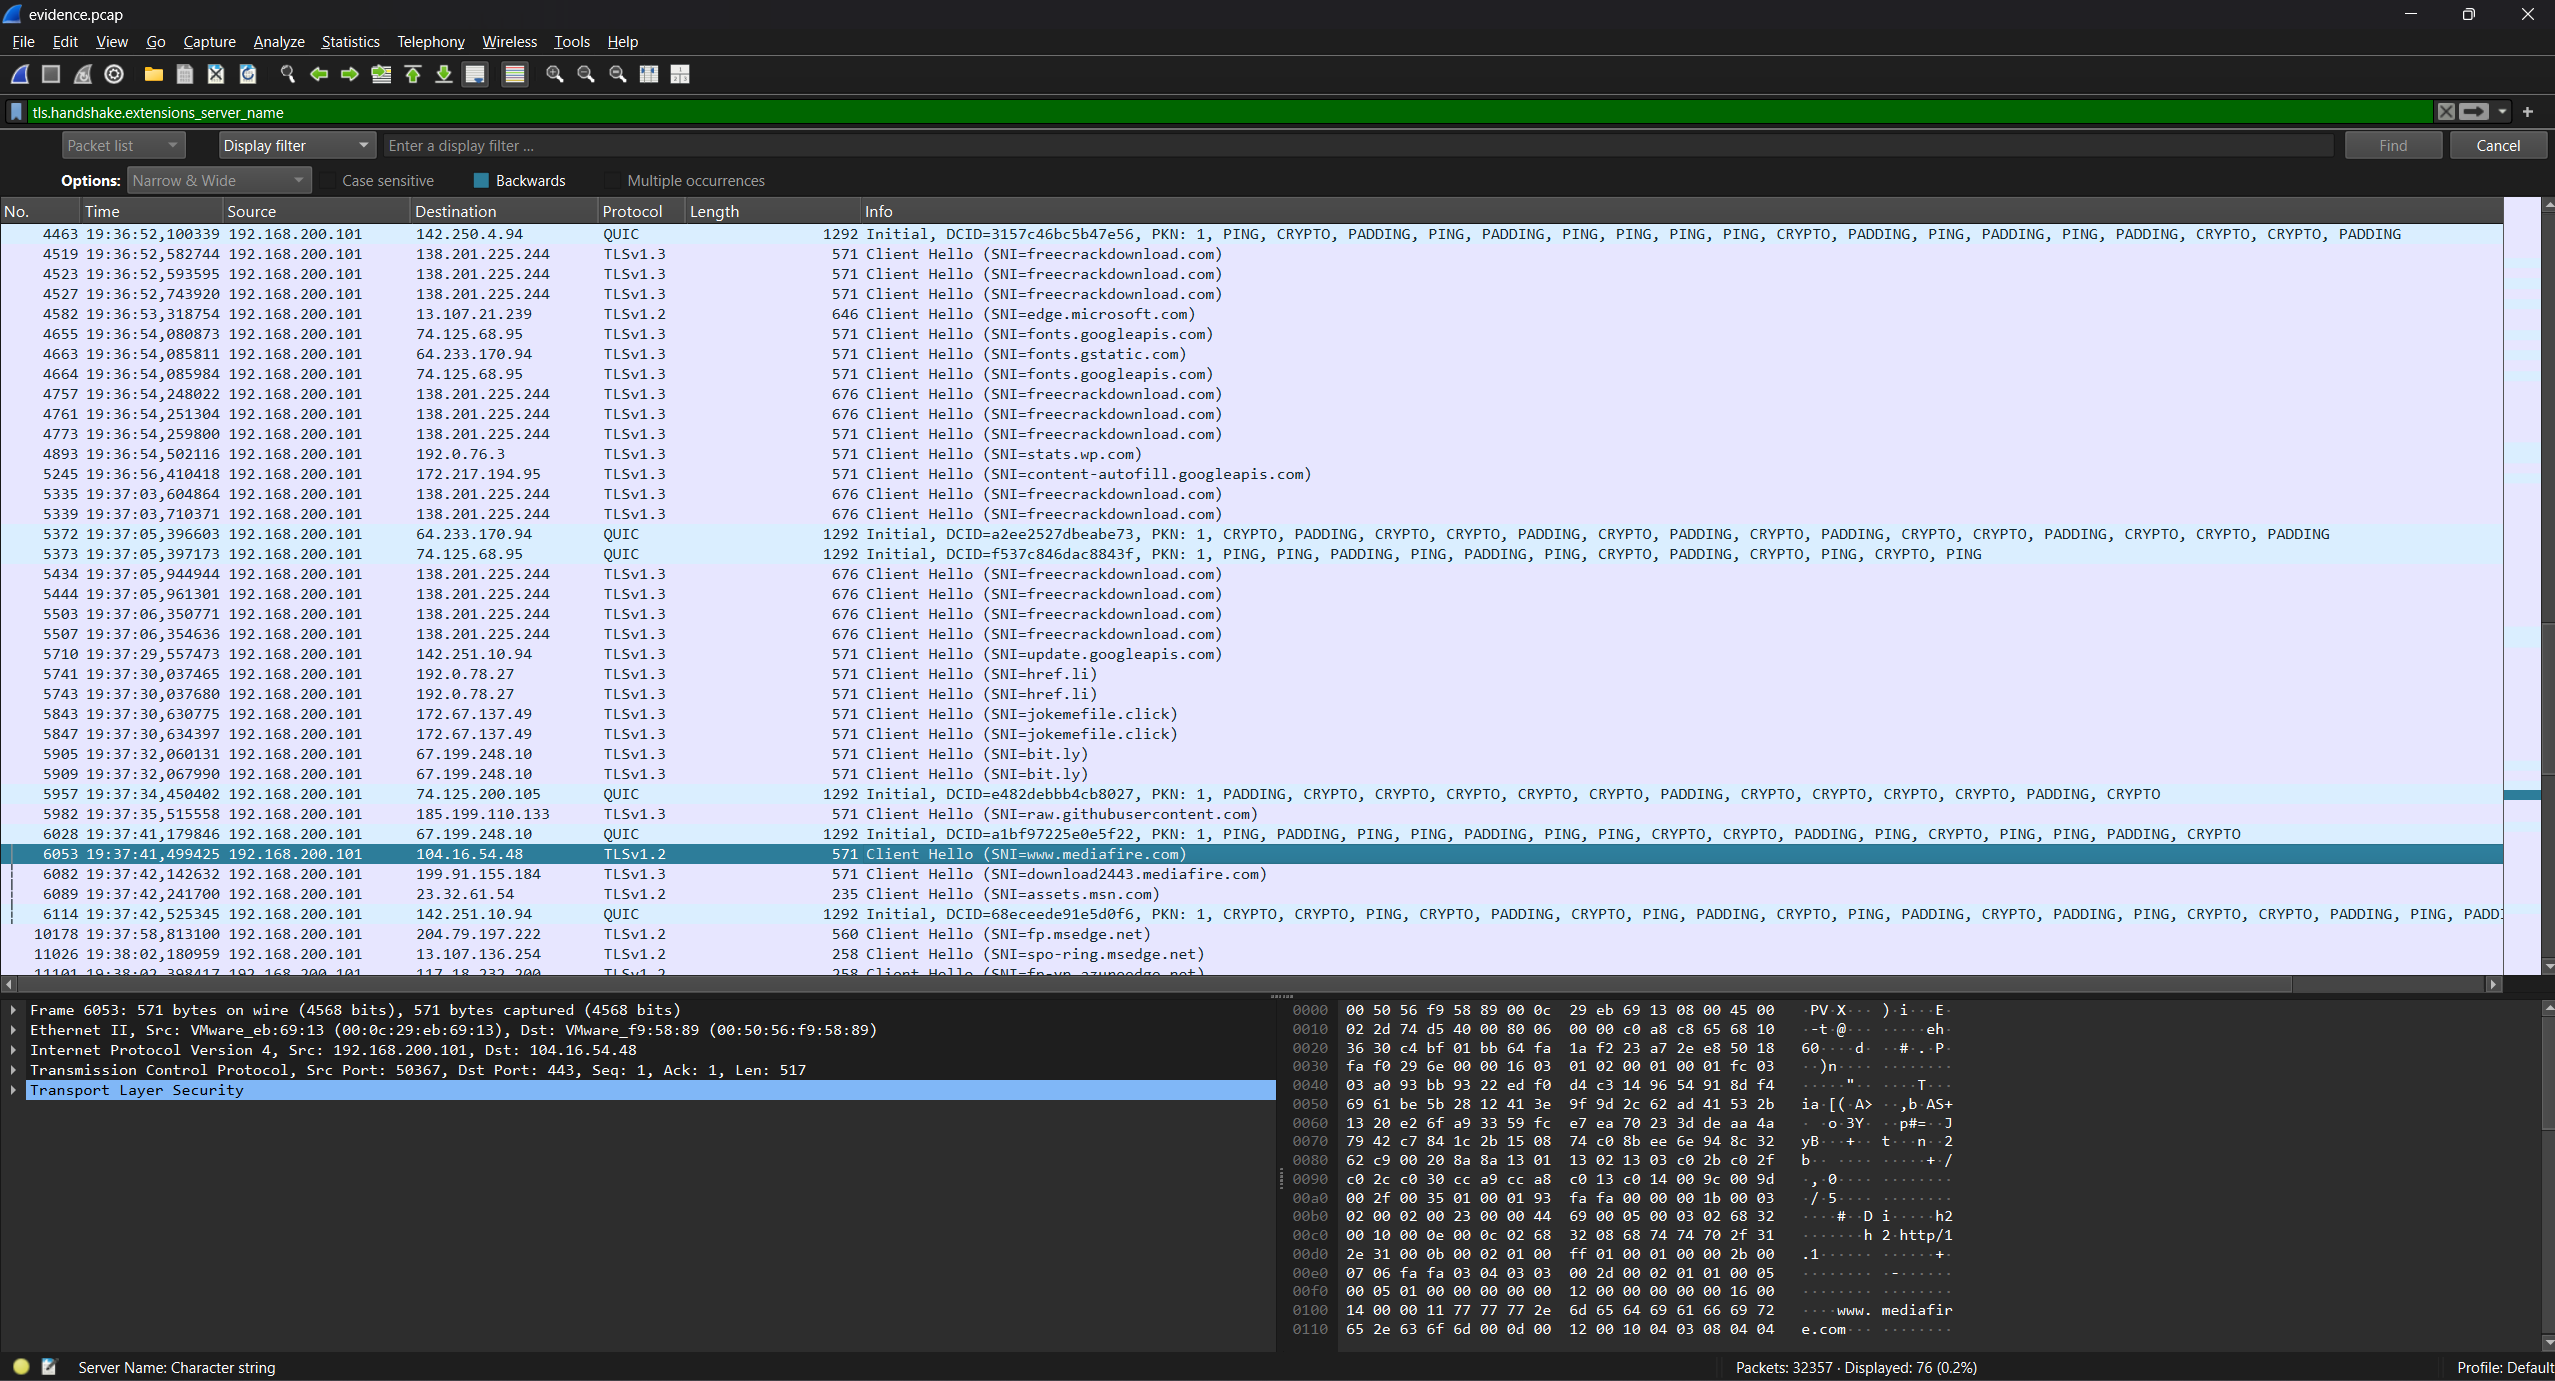 evidence.pcap
File Edit View Go Capture Analyze Statistics Telephony Wireless Tools Help
tls.handshake.extensions_server_name
Packet list Display filter Enter a display filter ... Find Cancel
Options: Narrow & Wide Case sensitive Backwards Multiple occurrences
No. Time Source Destination Protocol Length Info
4463 19:36:52,100339 192.168.200.101 142.250.4.94 QUIC 1292 Initial, DCID=3157c46bc5b47e56, PKN: 1, PING, CRYPTO, PADDING, PING, PADDING, PING, PING, PING, PING, CRYPTO, PADDING, PING, PADDING, PING, PADDING, CRYPTO, CRYPTO, PADDING
4519 19:36:52,582744 192.168.200.101 138.201.225.244 TLSv1.3 571 Client Hello (SNI=freecrackdownload.com)
4523 19:36:52,593595 192.168.200.101 138.201.225.244 TLSv1.3 571 Client Hello (SNI=freecrackdownload.com)
4527 19:36:52,743920 192.168.200.101 138.201.225.244 TLSv1.3 571 Client Hello (SNI=freecrackdownload.com)
4582 19:36:53,318754 192.168.200.101 13.107.21.239 TLSv1.2 646 Client Hello (SNI=edge.microsoft.com)
4655 19:36:54,080873 192.168.200.101 74.125.68.95 TLSv1.3 571 Client Hello (SNI=fonts.googleapis.com)
4663 19:36:54,085811 192.168.200.101 64.233.170.94 TLSv1.3 571 Client Hello (SNI=fonts.gstatic.com)
4664 19:36:54,085984 192.168.200.101 74.125.68.95 TLSv1.3 571 Client Hello (SNI=fonts.googleapis.com)
4757 19:36:54,248022 192.168.200.101 138.201.225.244 TLSv1.3 676 Client Hello (SNI=freecrackdownload.com)
4761 19:36:54,251304 192.168.200.101 138.201.225.244 TLSv1.3 676 Client Hello (SNI=freecrackdownload.com)
4773 19:36:54,259800 192.168.200.101 138.201.225.244 TLSv1.3 571 Client Hello (SNI=freecrackdownload.com)
4893 19:36:54,502116 192.168.200.101 192.0.76.3 TLSv1.3 571 Client Hello (SNI=stats.wp.com)
5245 19:36:56,410418 192.168.200.101 172.217.194.95 TLSv1.3 571 Client Hello (SNI=content-autofill.googleapis.com)
5335 19:37:03,604864 192.168.200.101 138.201.225.244 TLSv1.3 676 Client Hello (SNI=freecrackdownload.com)
5339 19:37:03,710371 192.168.200.101 138.201.225.244 TLSv1.3 676 Client Hello (SNI=freecrackdownload.com)
5372 19:37:05,396603 192.168.200.101 64.233.170.94 QUIC 1292 Initial, DCID=a2ee2527dbeabe73, PKN: 1, CRYPTO, PADDING, CRYPTO, CRYPTO, PADDING, CRYPTO, PADDING, CRYPTO, PADDING, CRYPTO, CRYPTO, PADDING, CRYPTO, CRYPTO, PADDING
5373 19:37:05,397173 192.168.200.101 74.125.68.95 QUIC 1292 Initial, DCID=f537c846dac8843f, PKN: 1, PING, PING, PADDING, PING, PADDING, PING, CRYPTO, PADDING, CRYPTO, PING, CRYPTO, PING
5434 19:37:05,944944 192.168.200.101 138.201.225.244 TLSv1.3 676 Client Hello (SNI=freecrackdownload.com)
5444 19:37:05,961301 192.168.200.101 138.201.225.244 TLSv1.3 676 Client Hello (SNI=freecrackdownload.com)
5503 19:37:06,350771 192.168.200.101 138.201.225.244 TLSv1.3 676 Client Hello (SNI=freecrackdownload.com)
5507 19:37:06,354636 192.168.200.101 138.201.225.244 TLSv1.3 676 Client Hello (SNI=freecrackdownload.com)
5710 19:37:29,557473 192.168.200.101 142.251.10.94 TLSv1.3 571 Client Hello (SNI=update.googleapis.com)
5741 19:37:30,037465 192.168.200.101 192.0.78.27 TLSv1.3 571 Client Hello (SNI=href.li)
5743 19:37:30,037680 192.168.200.101 192.0.78.27 TLSv1.3 571 Client Hello (SNI=href.li)
5843 19:37:30,630775 192.168.200.101 172.67.137.49 TLSv1.3 571 Client Hello (SNI=jokemefile.click)
5847 19:37:30,634397 192.168.200.101 172.67.137.49 TLSv1.3 571 Client Hello (SNI=jokemefile.click)
5905 19:37:32,060131 192.168.200.101 67.199.248.10 TLSv1.3 571 Client Hello (SNI=bit.ly)
5909 19:37:32,067990 192.168.200.101 67.199.248.10 TLSv1.3 571 Client Hello (SNI=bit.ly)
5957 19:37:34,450402 192.168.200.101 74.125.200.105 QUIC 1292 Initial, DCID=e482debbb4cb8027, PKN: 1, PADDING, CRYPTO, CRYPTO, CRYPTO, CRYPTO, CRYPTO, PADDING, CRYPTO, CRYPTO, CRYPTO, CRYPTO, PADDING, CRYPTO
5982 19:37:35,515558 192.168.200.101 185.199.110.133 TLSv1.3 571 Client Hello (SNI=raw.githubusercontent.com)
6028 19:37:41,179846 192.168.200.101 67.199.248.10 QUIC 1292 Initial, DCID=a1bf97225e0e5f22, PKN: 1, PING, PADDING, PING, PING, PADDING, PING, PING, CRYPTO, CRYPTO, PADDING, PING, CRYPTO, PING, PING, PADDING, CRYPTO
6053 19:37:41,499425 192.168.200.101 104.16.54.48 TLSv1.2 571 Client Hello (SNI=www.mediafire.com)
6082 19:37:42,142632 192.168.200.101 199.91.155.184 TLSv1.3 571 Client Hello (SNI=download2443.mediafire.com)
6089 19:37:42,241700 192.168.200.101 23.32.61.54 TLSv1.2 235 Client Hello (SNI=assets.msn.com)
6114 19:37:42,525345 192.168.200.101 142.251.10.94 QUIC 1292 Initial, DCID=68eceede91e5d0f6, PKN: 1, CRYPTO, CRYPTO, PING, CRYPTO, PADDING, CRYPTO, PING, PADDING, CRYPTO, PING, PADDING, CRYPTO, PADDING, PING, CRYPTO, CRYPTO, PADDING, PING, PADD
10178 19:37:58,813100 192.168.200.101 204.79.197.222 TLSv1.2 560 Client Hello (SNI=fp.msedge.net)
11026 19:38:02,180959 192.168.200.101 13.107.136.254 TLSv1.2 258 Client Hello (SNI=spo-ring.msedge.net)
11101 19:38:02,398417 192.168.200.101 117.18.232.200 TLSv1.2 258 Client Hello (SNI=fp-vp.azureedge.net)
Frame 6053: 571 bytes on wire (4568 bits), 571 bytes captured (4568 bits)
Ethernet II, Src: VMware_eb:69:13 (00:0c:29:eb:69:13), Dst: VMware_f9:58:89 (00:50:56:f9:58:89)
Internet Protocol Version 4, Src: 192.168.200.101, Dst: 104.16.54.48
Transmission Control Protocol, Src Port: 50367, Dst Port: 443, Seq: 1, Ack: 1, Len: 517
Transport Layer Security
0000 00 50 56 f9 58 89 00 0c 29 eb 69 13 08 00 45 00 ·PV·X··· )·i···E·
0010 02 2d 74 d5 40 00 80 06 00 00 c0 a8 c8 65 68 10 ·-t·@··· ·····eh·
0020 36 30 c4 bf 01 bb 64 fa 1a f2 23 a7 2e e8 50 18 60····d· ··#·.·P·
0030 fa f0 29 6e 00 00 16 03 01 02 00 01 00 01 fc 03 ··)n···· ········
0040 03 a0 93 bb 93 22 ed f0 d4 c3 14 96 54 91 8d f4 ·····"·· ····T···
0050 69 61 be 5b 28 12 41 3e 9f 9d 2c 62 ad 41 53 2b ia·[(·A> ··,b·AS+
0060 13 20 e2 6f a9 33 59 fc e7 ea 70 23 3d de aa 4a · ·o·3Y· ··p#=··J
0070 79 42 c7 84 1c 2b 15 08 74 c0 8b ee 6e 94 8c 32 yB···+·· t···n··2
0080 62 c9 00 20 8a 8a 13 01 13 02 13 03 c0 2b c0 2f b·· ···· ·····+·/
0090 c0 2c c0 30 cc a9 cc a8 c0 13 c0 14 00 9c 00 9d ·,·0···· ········
00a0 00 2f 00 35 01 00 01 93 fa fa 00 00 00 1b 00 03 ·/·5···· ········
00b0 02 00 02 00 23 00 00 44 69 00 05 00 03 02 68 32 ····#··D i·····h2
00c0 00 10 00 0e 00 0c 02 68 32 08 68 74 74 70 2f 31 ·······h 2·http/1
00d0 2e 31 00 0b 00 02 01 00 ff 01 00 01 00 00 2b 00 .1······ ······+·
00e0 07 06 fa fa 03 04 03 03 00 2d 00 02 01 01 00 05 ········ ·-······
00f0 00 05 01 00 00 00 00 00 12 00 00 00 00 00 16 00 ········ ········
0100 14 00 00 11 77 77 77 2e 6d 65 64 69 61 66 69 72 ····www. mediafir
0110 65 2e 63 6f 6d 00 0d 00 12 00 10 04 03 08 04 04 e.com··· ········
Server Name: Character string Packets: 32357 · Displayed: 76 (0.2%) Profile: Default